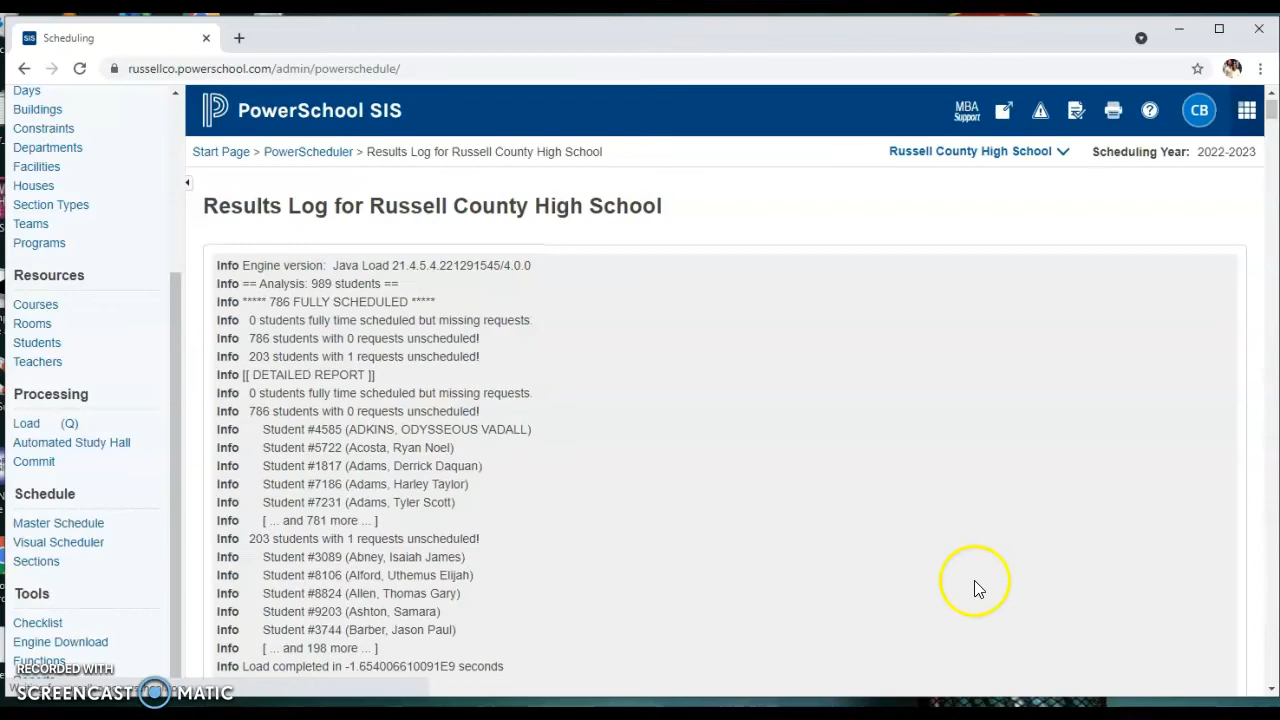 SIS Scheduling
russellco.powerschool.com/admin/powerschedule/
PowerSchool SIS
MBA
Support
CB
Start Page > PowerScheduler > Results Log for Russell County High School
Russell County High School
Scheduling Year: 2022-2023
Days
Buildings
Constraints
Departments
Facilities
Houses
Section Types
Teams
Programs
Resources
Courses
Rooms
Students
Teachers
Processing
Load (Q)
Automated Study Hall
Commit
Schedule
Master Schedule
Visual Scheduler
Sections
Tools
Checklist
Engine Download
Functions
Results Log for Russell County High School
Info Engine version: Java Load 21.4.5.4.221291545/4.0.0
Info == Analysis: 989 students ==
Info ***** 786 FULLY SCHEDULED *****
Info 0 students fully time scheduled but missing requests.
Info 786 students with 0 requests unscheduled!
Info 203 students with 1 requests unscheduled!
Info [[ DETAILED REPORT ]]
Info 0 students fully time scheduled but missing requests.
Info 786 students with 0 requests unscheduled!
Info Student #4585 (ADKINS, ODYSSEOUS VADALL)
Info Student #5722 (Acosta, Ryan Noel)
Info Student #1817 (Adams, Derrick Daquan)
Info Student #7186 (Adams, Harley Taylor)
Info Student #7231 (Adams, Tyler Scott)
Info [ ... and 781 more ... ]
Info 203 students with 1 requests unscheduled!
Info Student #3089 (Abney, Isaiah James)
Info Student #8106 (Alford, Uthemus Elijah)
Info Student #8824 (Allen, Thomas Gary)
Info Student #9203 (Ashton, Samara)
Info Student #3744 (Barber, Jason Paul)
Info [ ... and 198 more ... ]
Info Load completed in -1.654006610091E9 seconds
RECORDED WITH
SCREENCAST MATIC